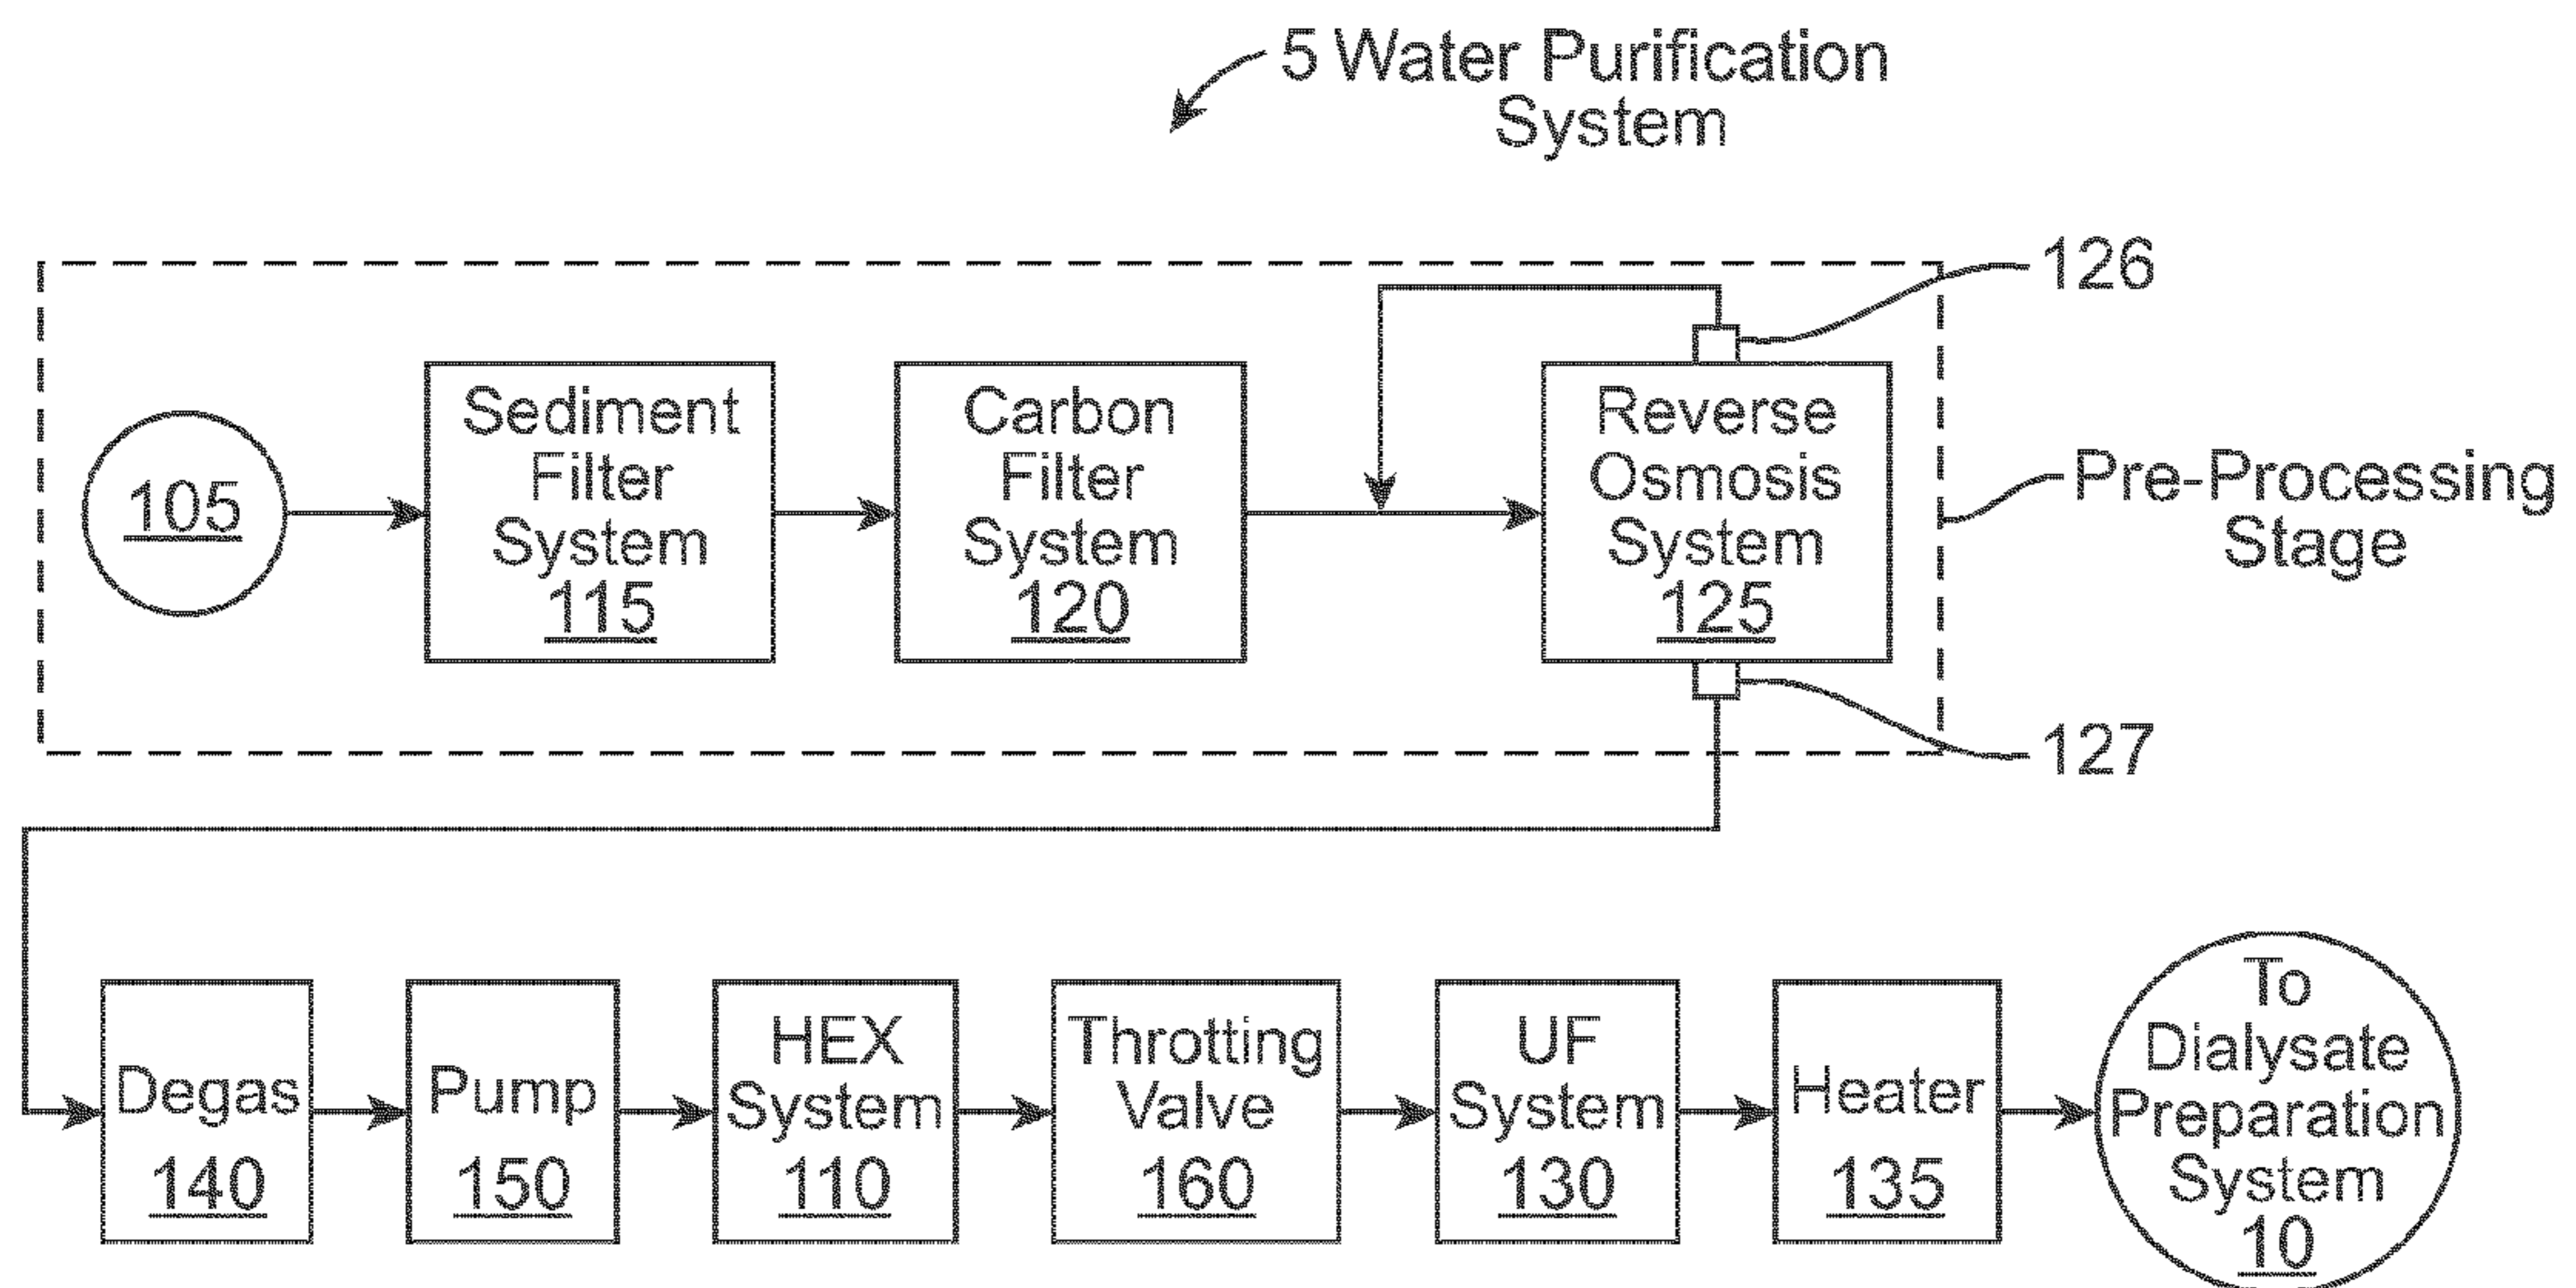 5 Water Purification
System
126
105
Sediment
Filter
System
115
Carbon
Filter
System
120
Reverse
Osmosis
System
125
Pre-Processing
Stage
127
Degas
140
Pump
150
HEX
System
110
Throtting
Valve
160
UF
System
130
Heater
135
To
Dialysate
Preparation
System
10